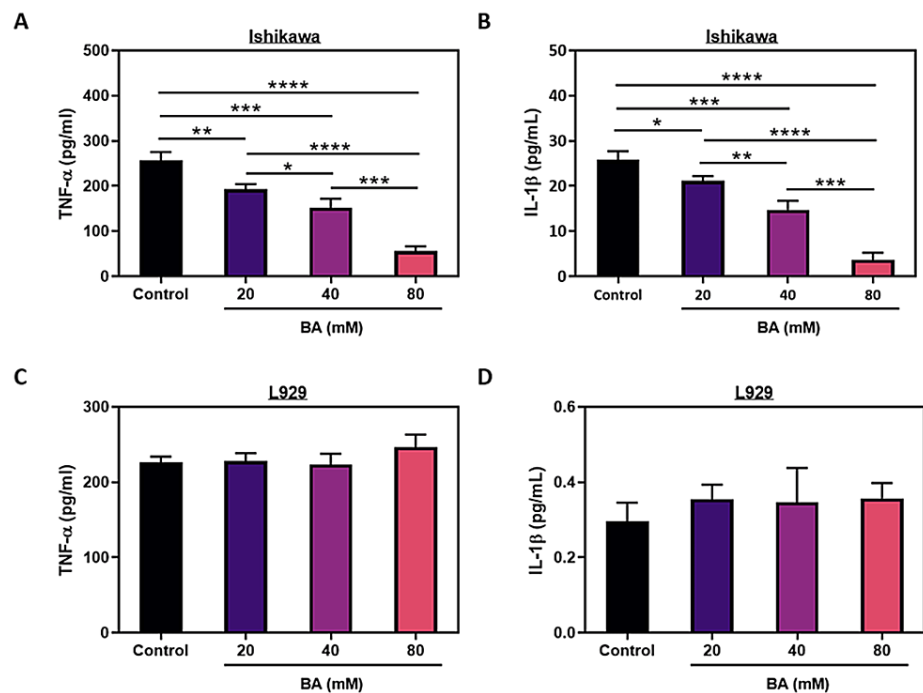 A
Ishikawa
TNF-α (pg/ml)
500
400
300
200
100
0
****
***
**
****
*
***
Control 20 40 80
BA (mM)
B
Ishikawa
IL-1β (pg/mL)
50
40
30
20
10
0
****
***
*
****
**
***
Control 20 40 80
BA (mM)
C
L929
TNF-α (pg/ml)
300
200
100
0
Control 20 40 80
BA (mM)
D
L929
IL-1β (pg/mL)
0.6
0.4
0.2
0.0
Control 20 40 80
BA (mM)